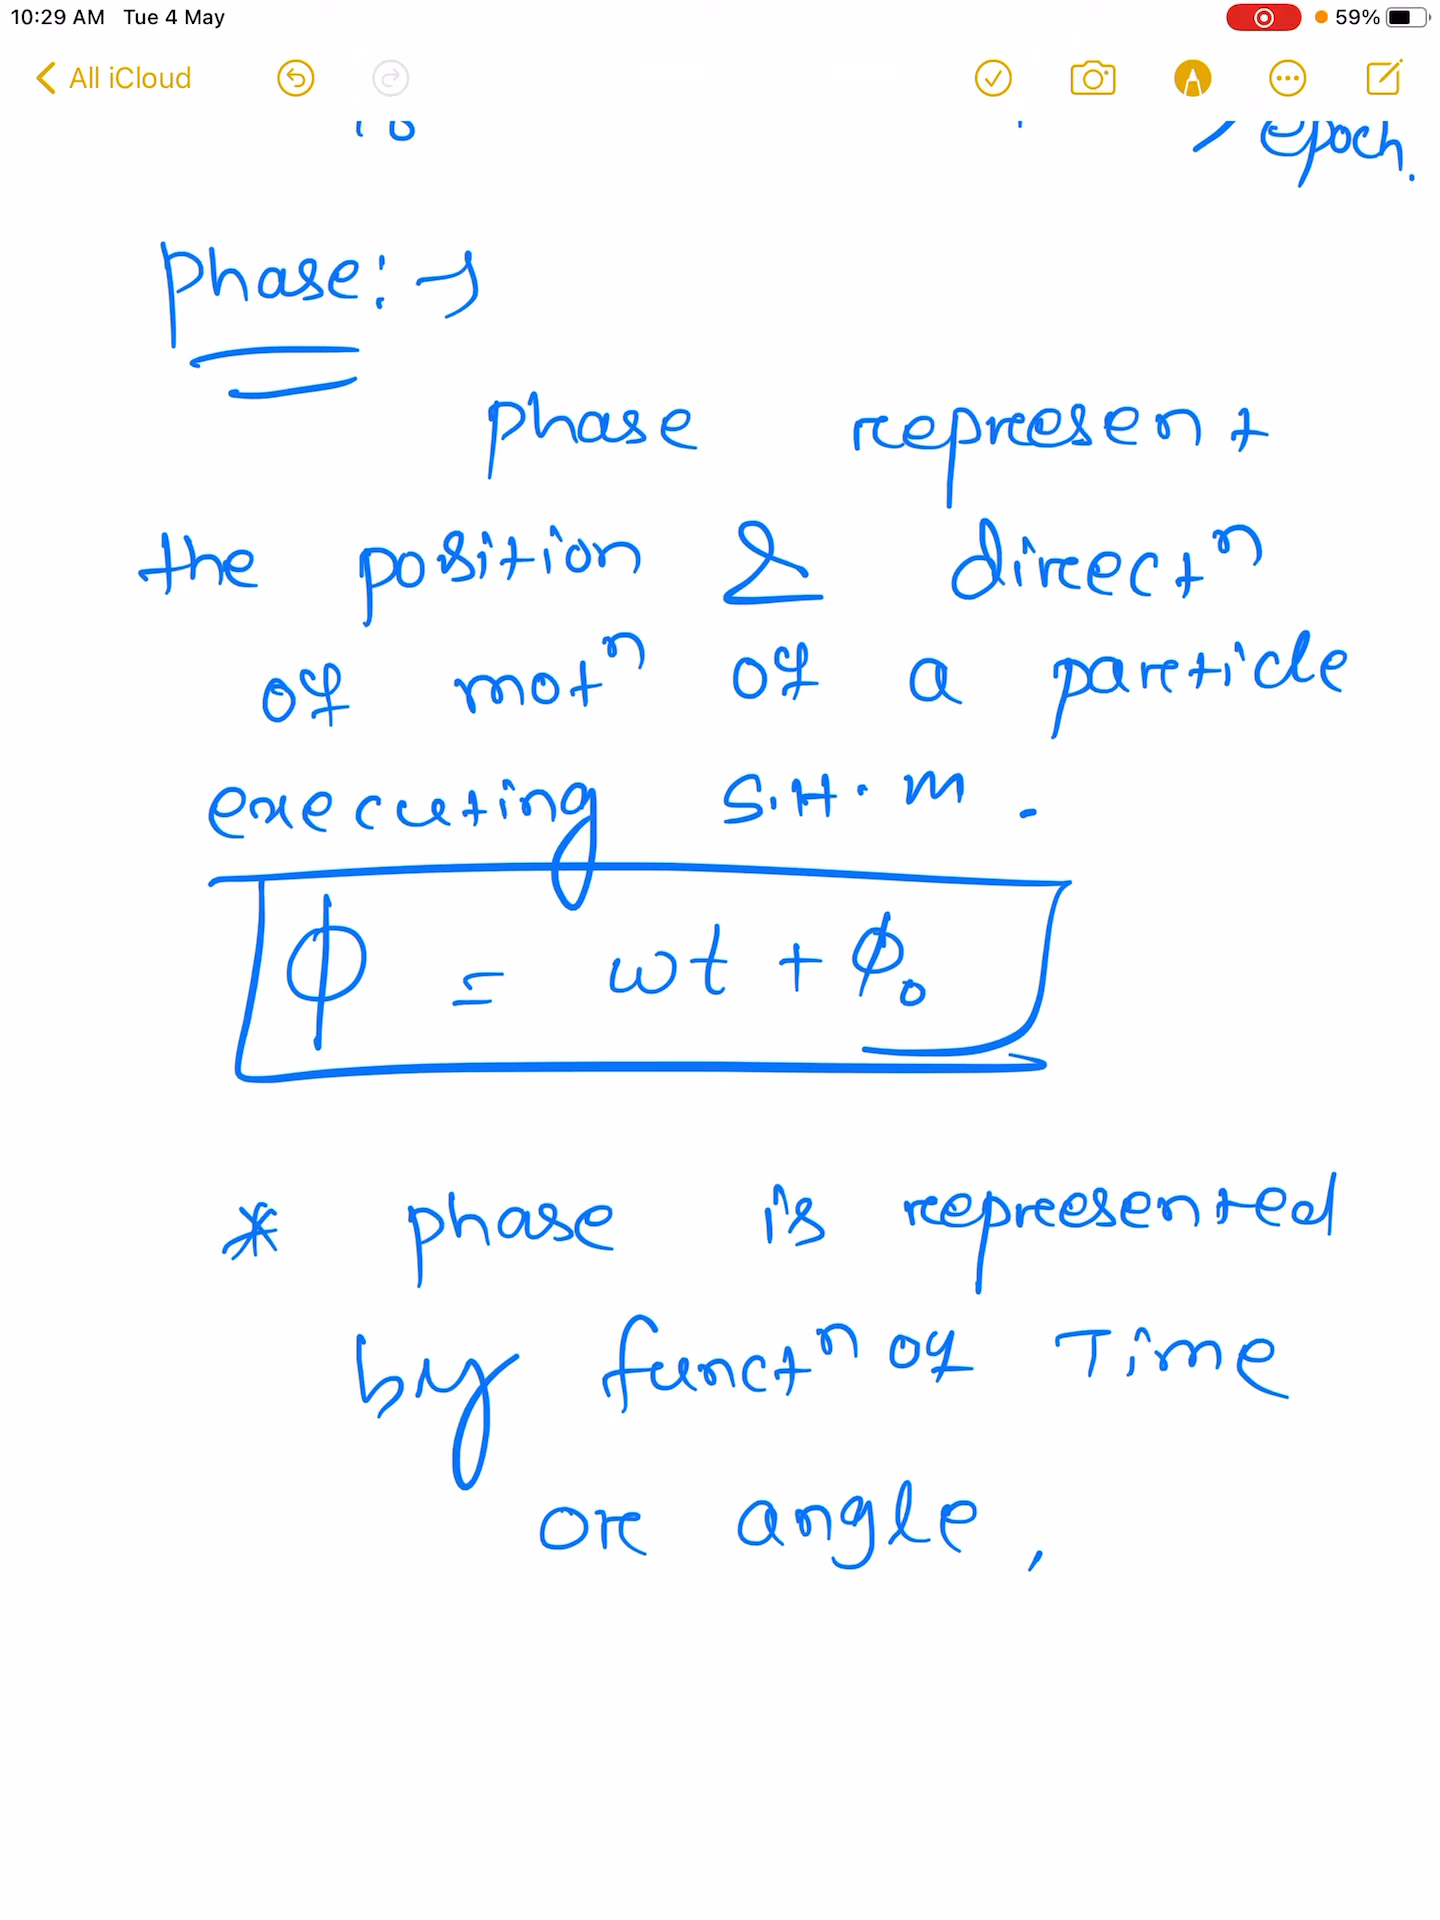 10:29 AM Tue 4 May 59%
All iCloud
epoch.
Phase:→
phase represent
the position & directⁿ
of motⁿ of a particle
executing S.H.M.
ϕ = ωt + ϕ₀
* phase is represented
by functⁿ of Time
or angle,